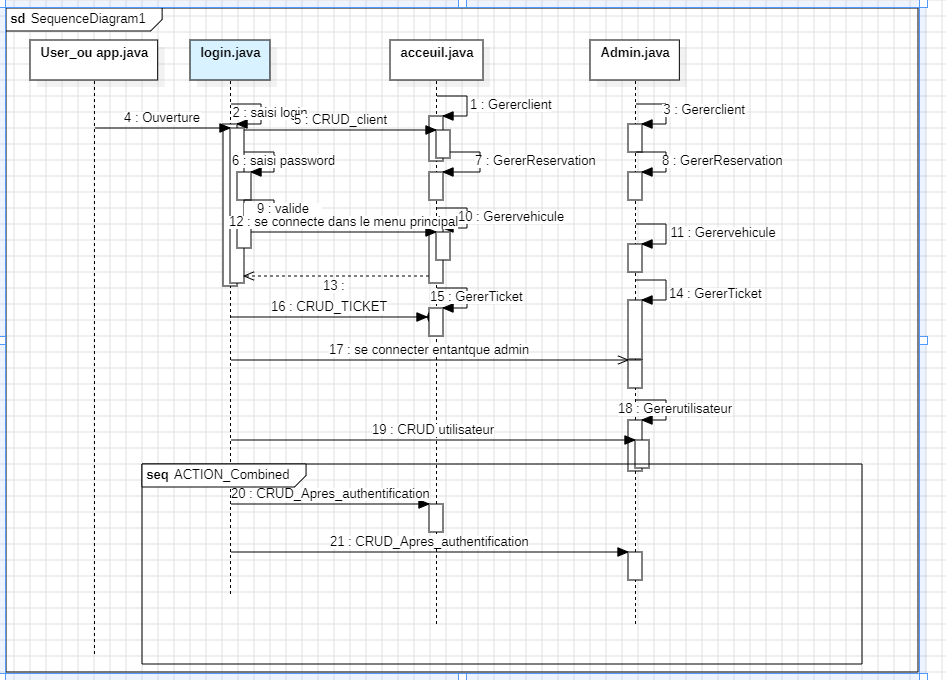 sd SequenceDiagram1
User_ou app.java
login.java
acceuil.java
Admin.java
1 : Gererclient
2 : saisi login
3 : Gererclient
4 : Ouverture
5 : CRUD_client
6 : saisi password
7 : GererReservation
8 : GererReservation
9 : valide
10 : Gerervehicule
12 : se connecte dans le menu principal
11 : Gerervehicule
13 :
14 : GererTicket
15 : GererTicket
16 : CRUD_TICKET
17 : se connecter entantque admin
18 : Gererutilisateur
19 : CRUD utilisateur
seq ACTION_Combined
20 : CRUD_Apres_authentification
21 : CRUD_Apres_authentification